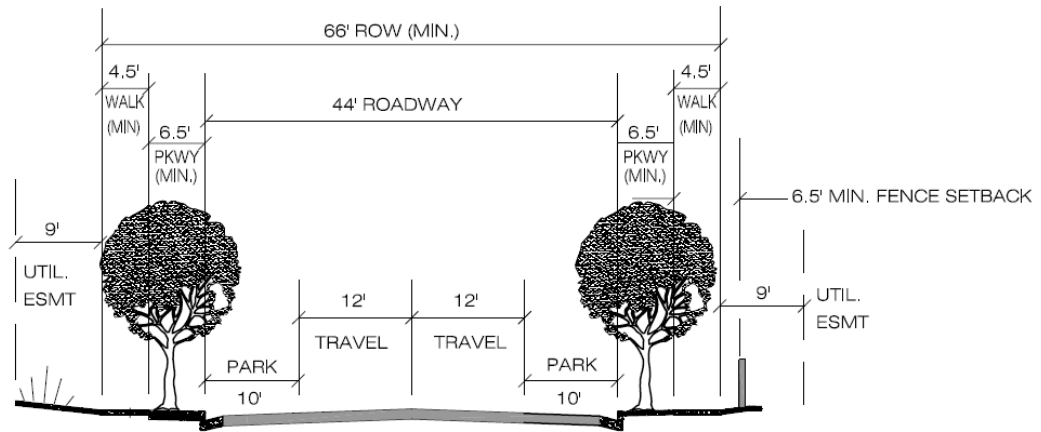 66' ROW (MIN.)
4.5'
WALK
(MIN)
44' ROADWAY
4.5'
WALK
(MIN)
6.5'
PKWY
(MIN.)
6.5'
PKWY
(MIN.)
6.5' MIN. FENCE SETBACK
9'
UTIL.
ESMT
12'
TRAVEL
12'
TRAVEL
9'
UTIL.
ESMT
PARK
10'
PARK
10'